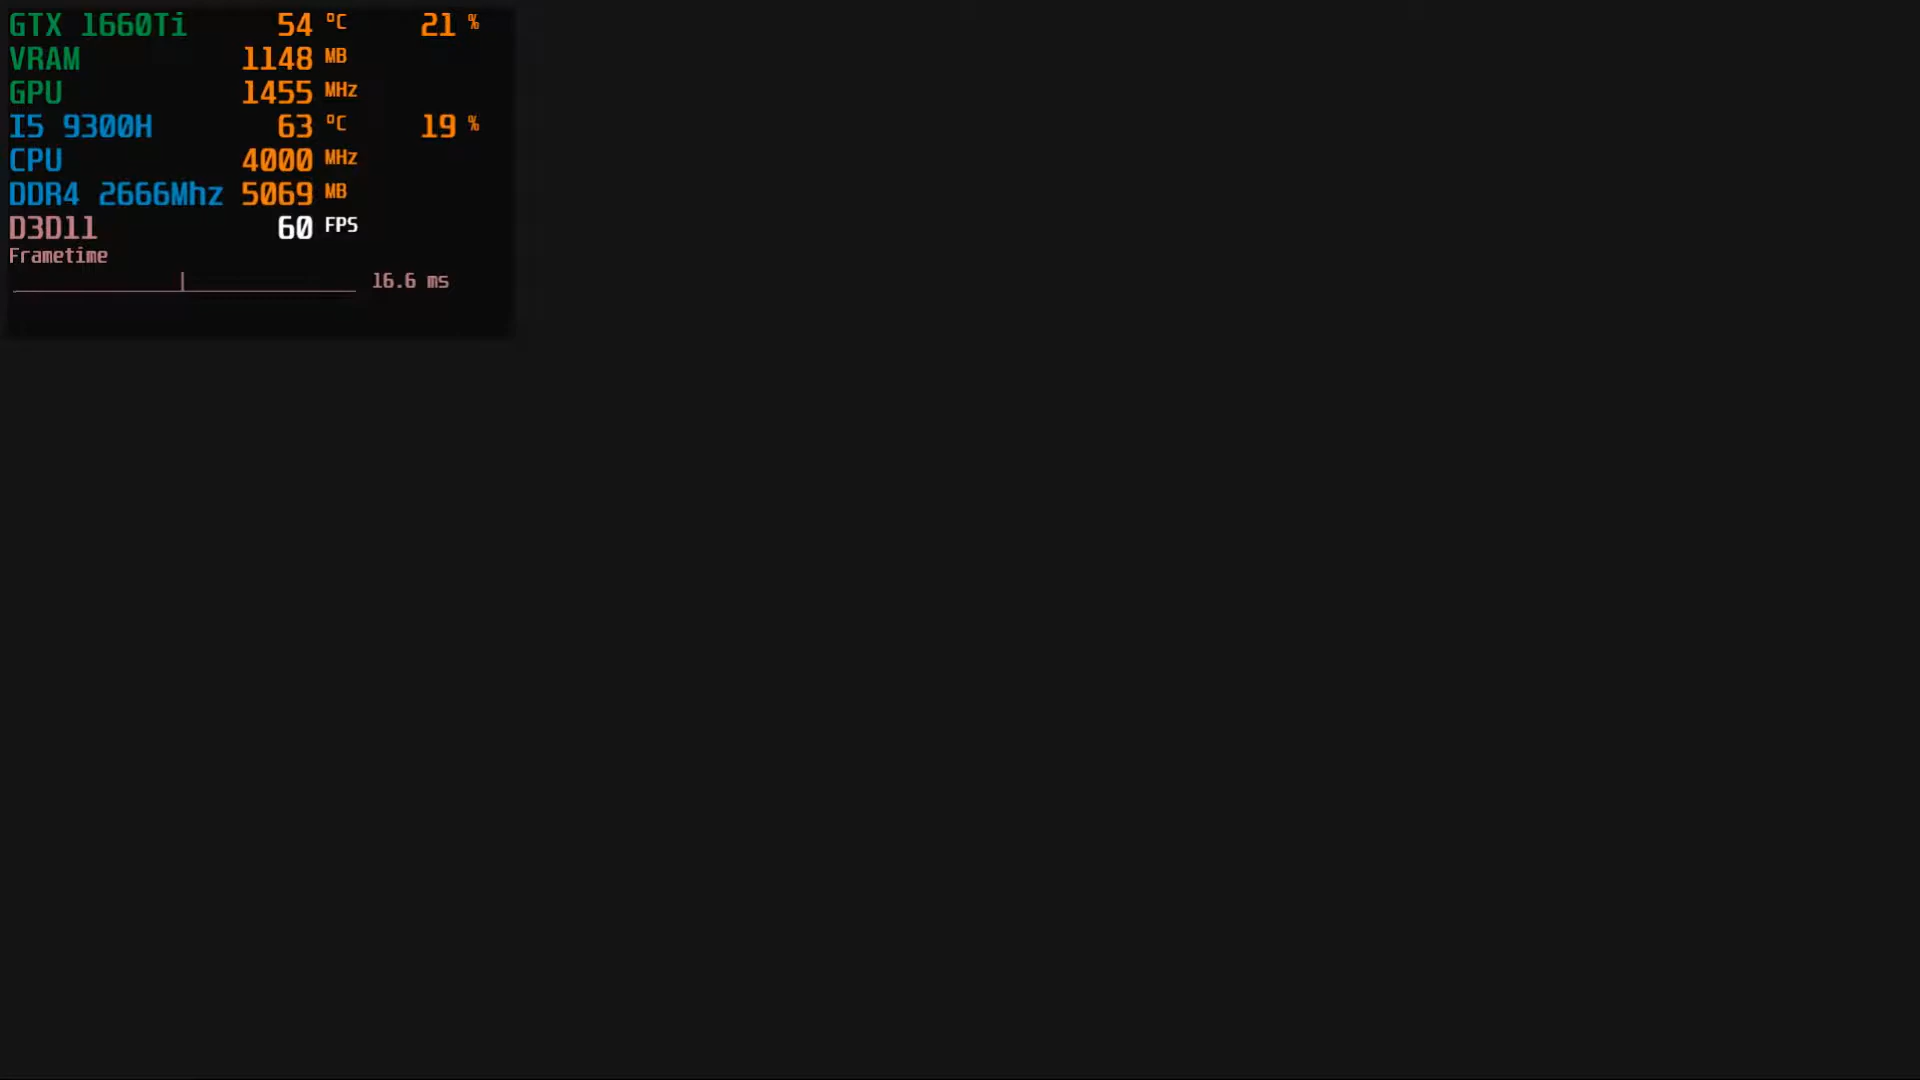 GTX 1660Ti 54 °C 21 %
VRAM 1148 MB
GPU 1455 MHz
I5 9300H 63 °C 19 %
CPU 4000 MHz
DDR4 2666Mhz 5069 MB
D3D11 60 FPS
Frametime
16.6 ms